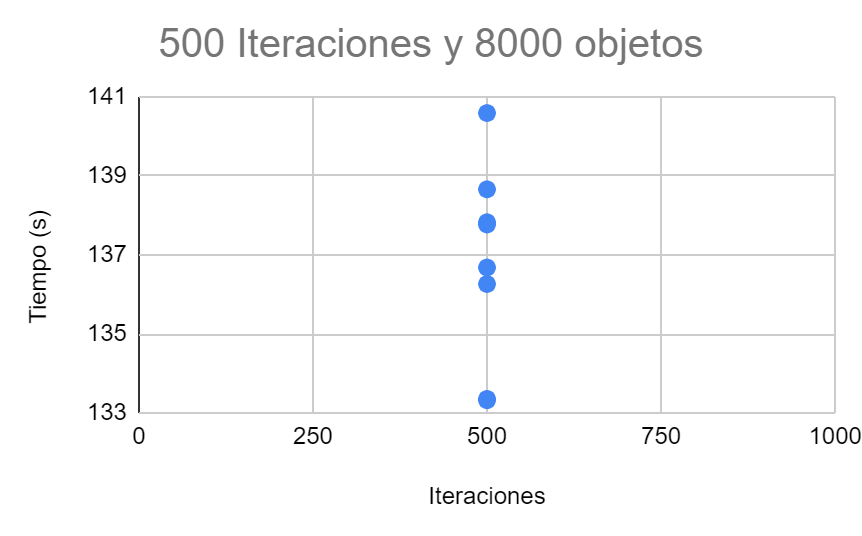 500 Iteraciones y 8000 objetos
141
139
137
135
133
Tiempo (s)
0 250 500 750 1000
Iteraciones